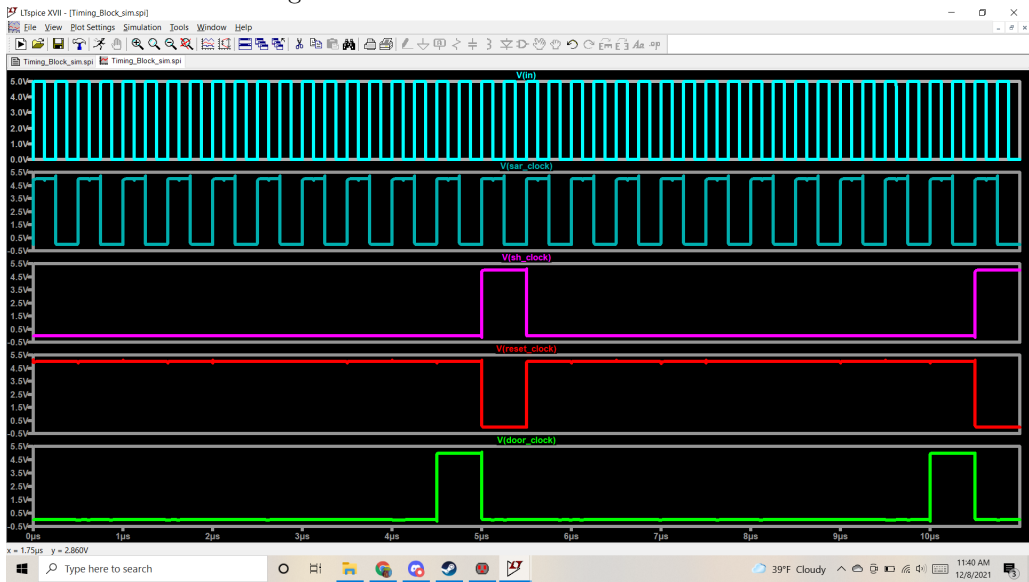 LTspice XVII - [Timing_Block_sim.spi]
File View Plot Settings Simulation Tools Window Help
Timing_Block_sim.spi Timing_Block_sim.spi
V(in)
5.0V
4.0V
3.0V
2.0V
1.0V
0.0V
V(sar_clock)
5.5V
4.5V
3.5V
2.5V
1.5V
0.5V
-0.5V
V(sh_clock)
5.5V
4.5V
3.5V
2.5V
1.5V
0.5V
-0.5V
V(reset_clock)
5.5V
4.5V
3.5V
2.5V
1.5V
0.5V
-0.5V
V(door_clock)
5.5V
4.5V
3.5V
2.5V
1.5V
0.5V
-0.5V
0µs 1µs 2µs 3µs 4µs 5µs 6µs 7µs 8µs 9µs 10µs
x = 1.75µs y = 2.860V
Type here to search
39°F Cloudy
11:40 AM
12/8/2021